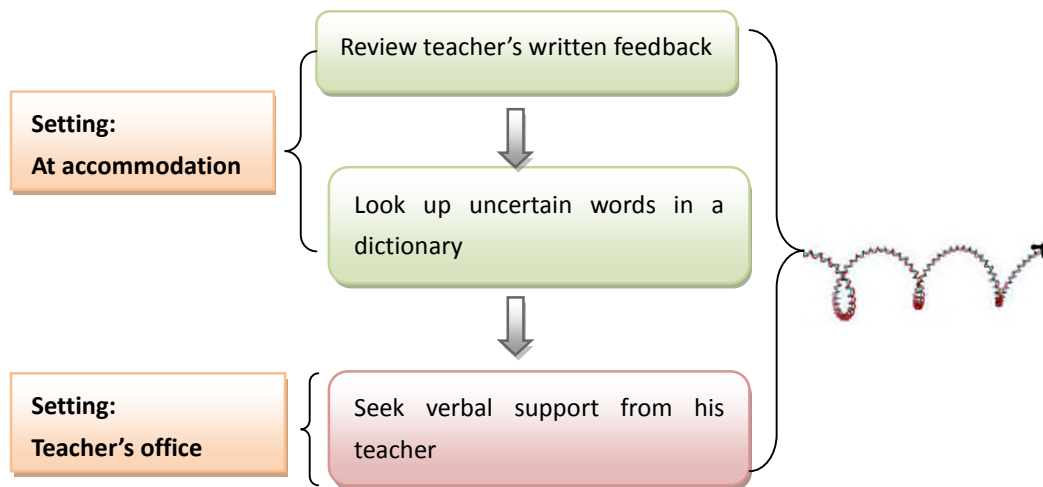 Review teacher’s written feedback
Setting:
At accommodation
Look up uncertain words in a
dictionary
Setting:
Teacher’s office
Seek verbal support from his
teacher